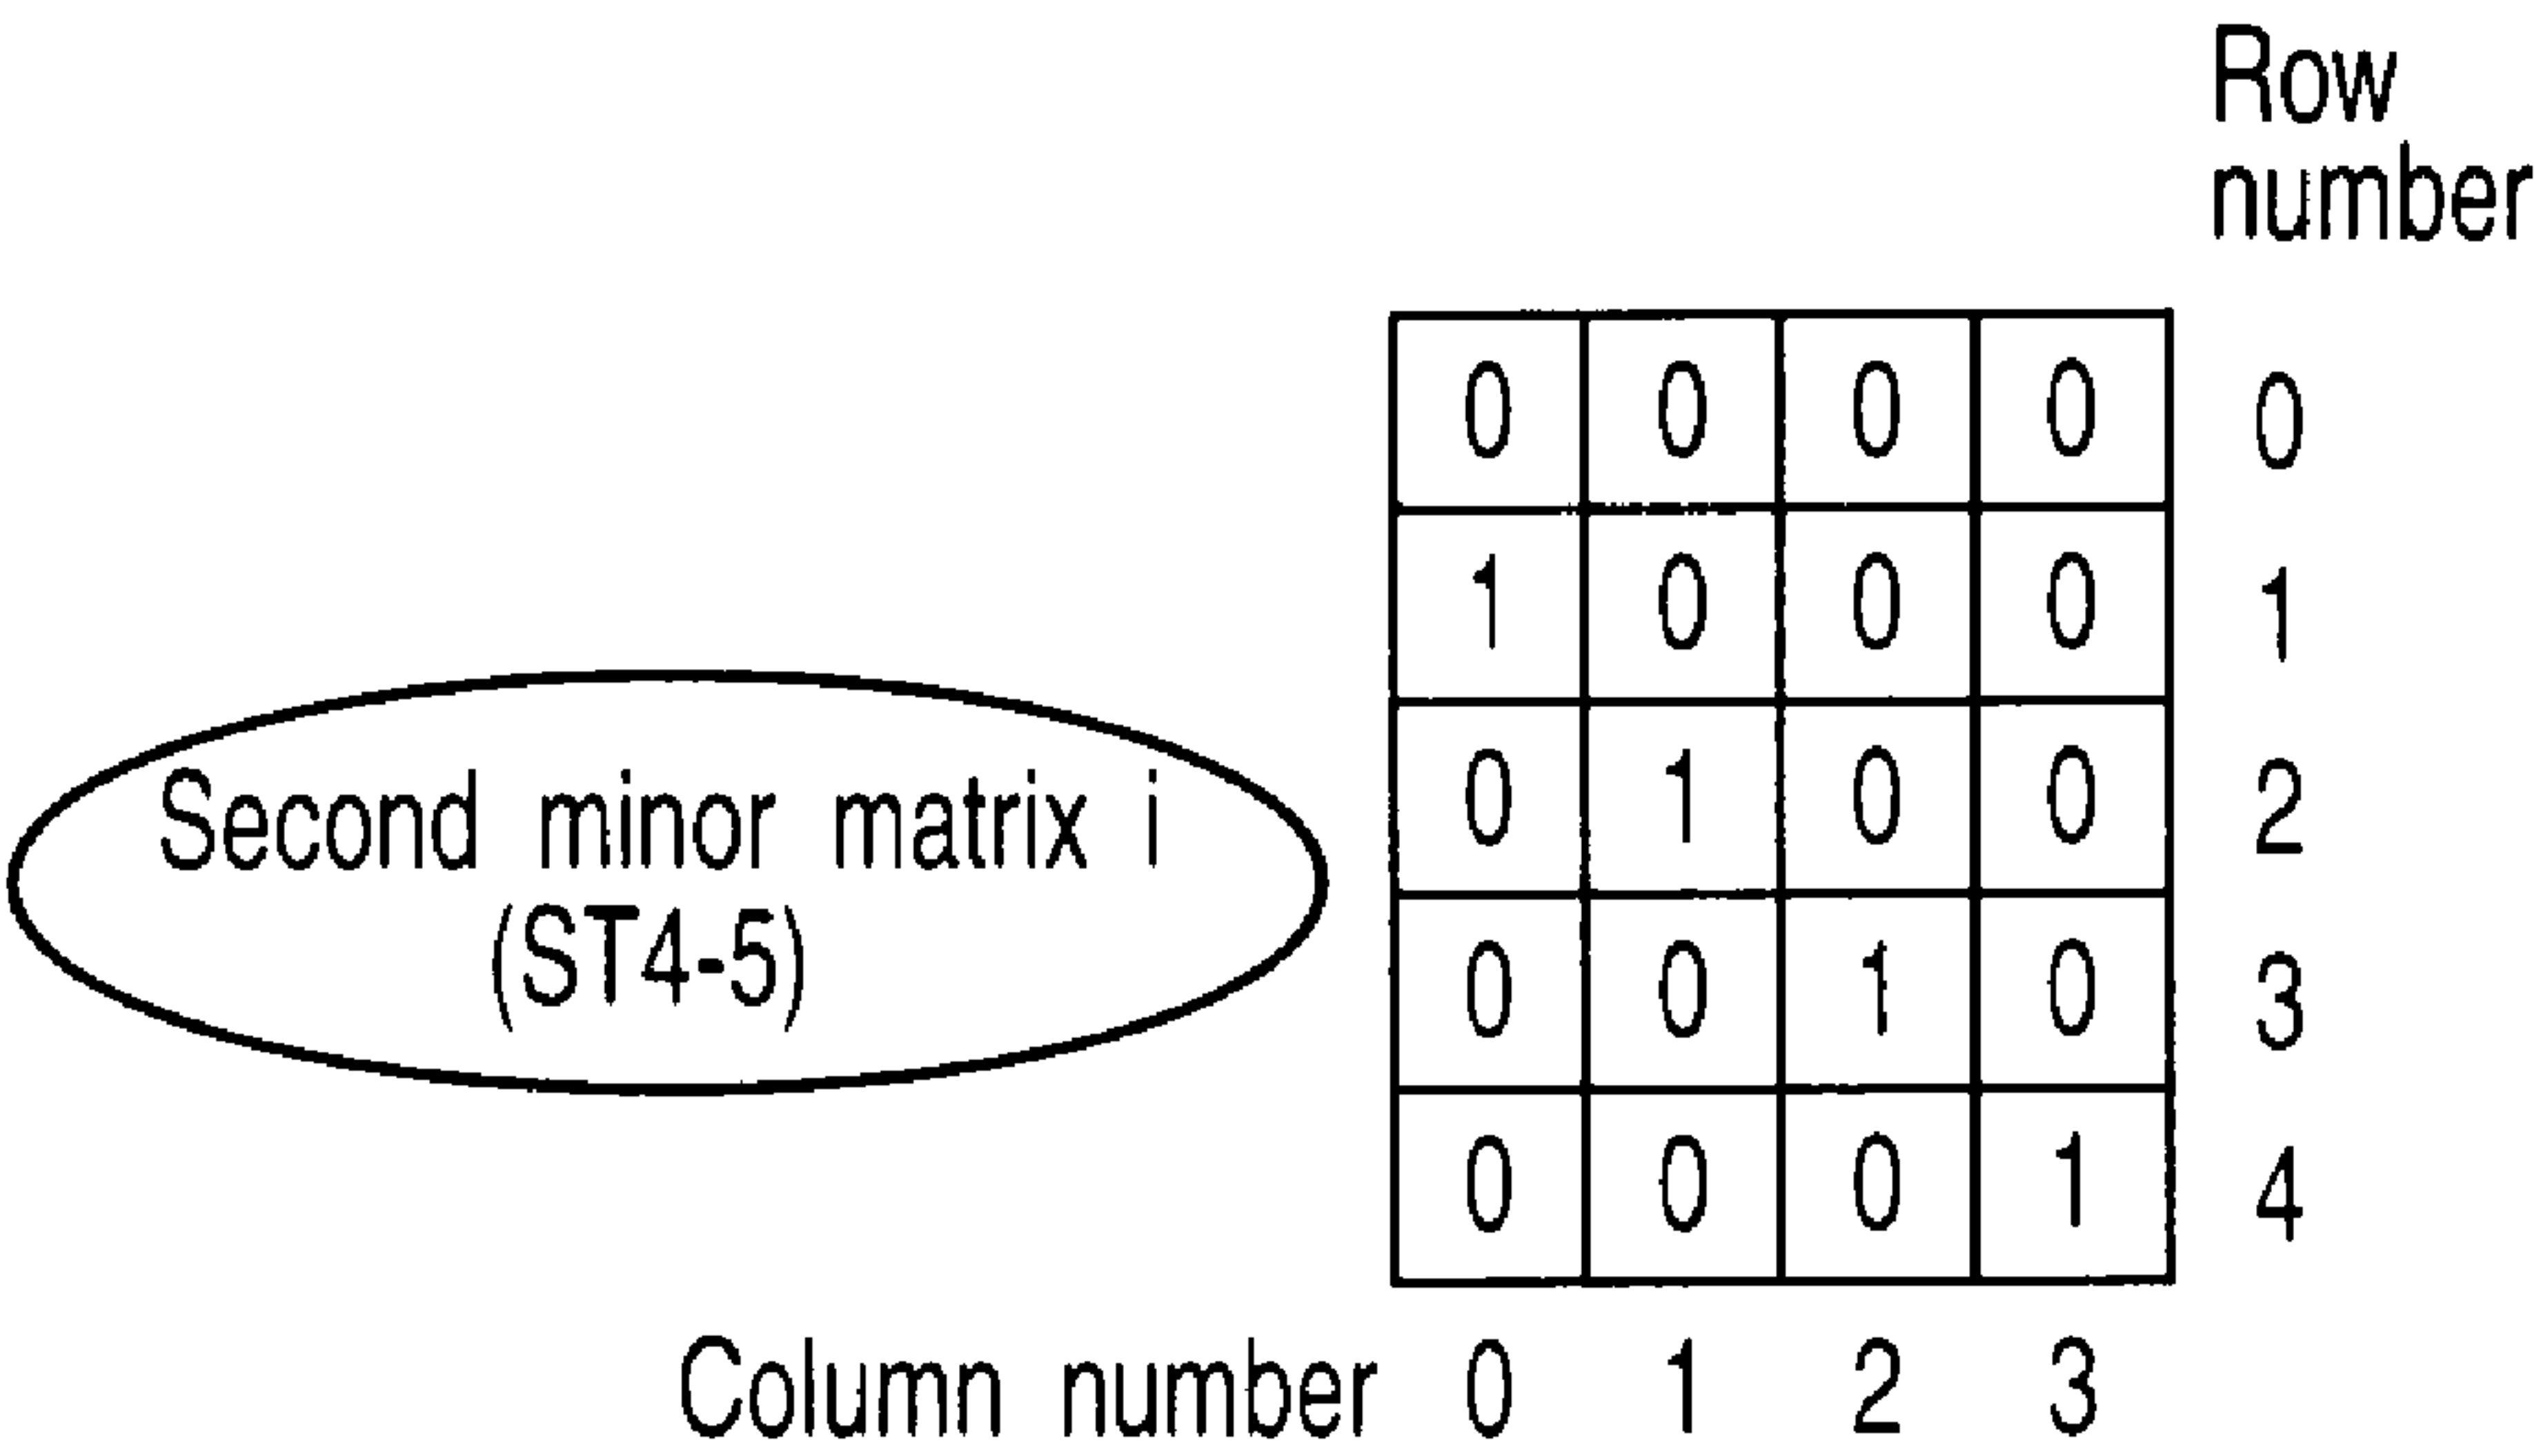 Row
number
0 0 0 0 0
1 0 0 0 1
0 1 0 0 2
0 0 1 0 3
0 0 0 1 4
Second minor matrix i
(ST4-5)
Column number 0 1 2 3